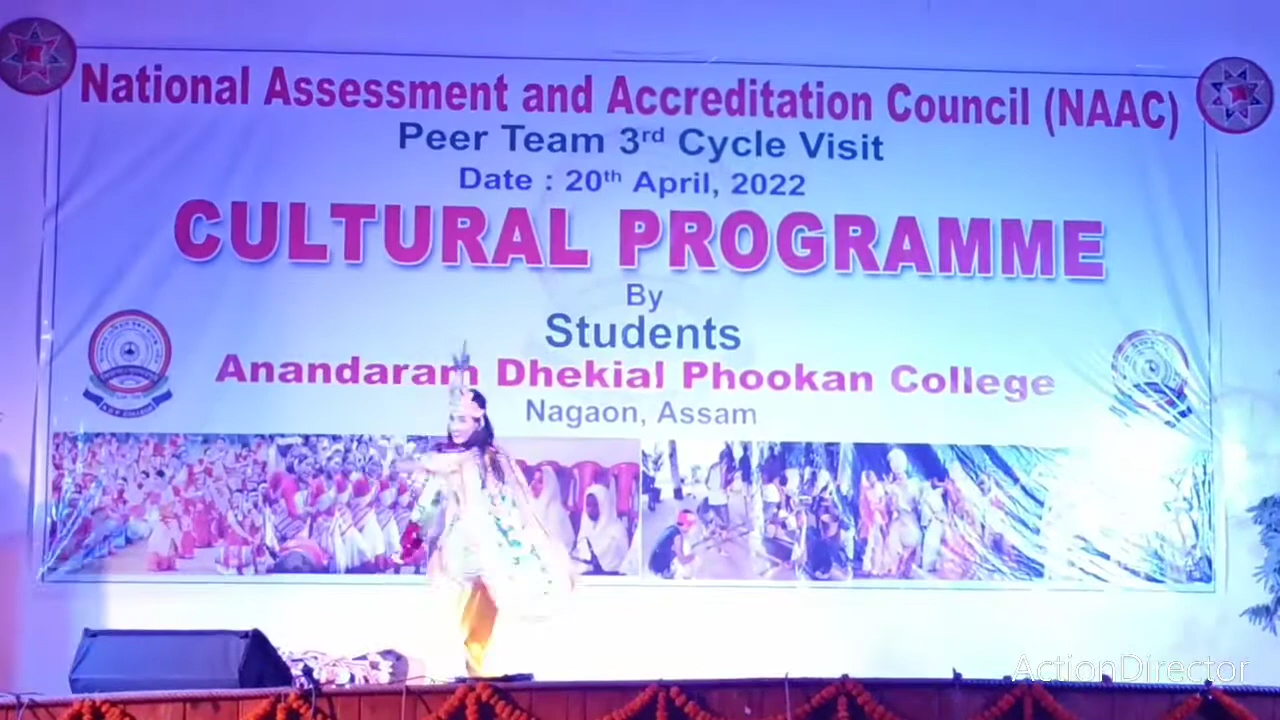 National Assessment and Accreditation Council (NAAC)
Peer Team 3rd Cycle Visit
Date : 20th April, 2022
CULTURAL PROGRAMME
By
Students
Anandaram Dhekial Phookan College
Nagaon, Assam
ActionDirector